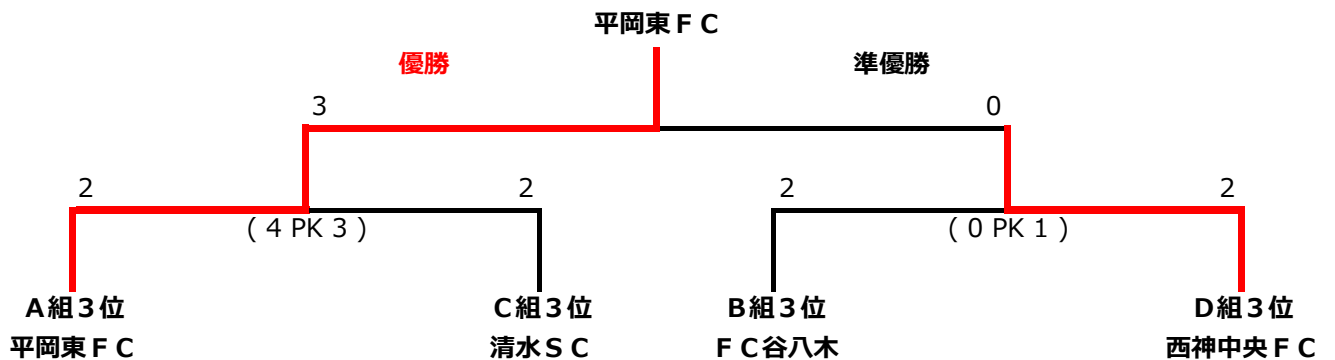 平岡東ＦＣ
優勝 準優勝
3 0
2 2 2 2
( 4 PK 3 ) ( 0 PK 1 )
Ａ組３位 Ｃ組３位 Ｂ組３位 Ｄ組３位
平岡東ＦＣ 清水ＳＣ ＦＣ谷八木 西神中央ＦＣ